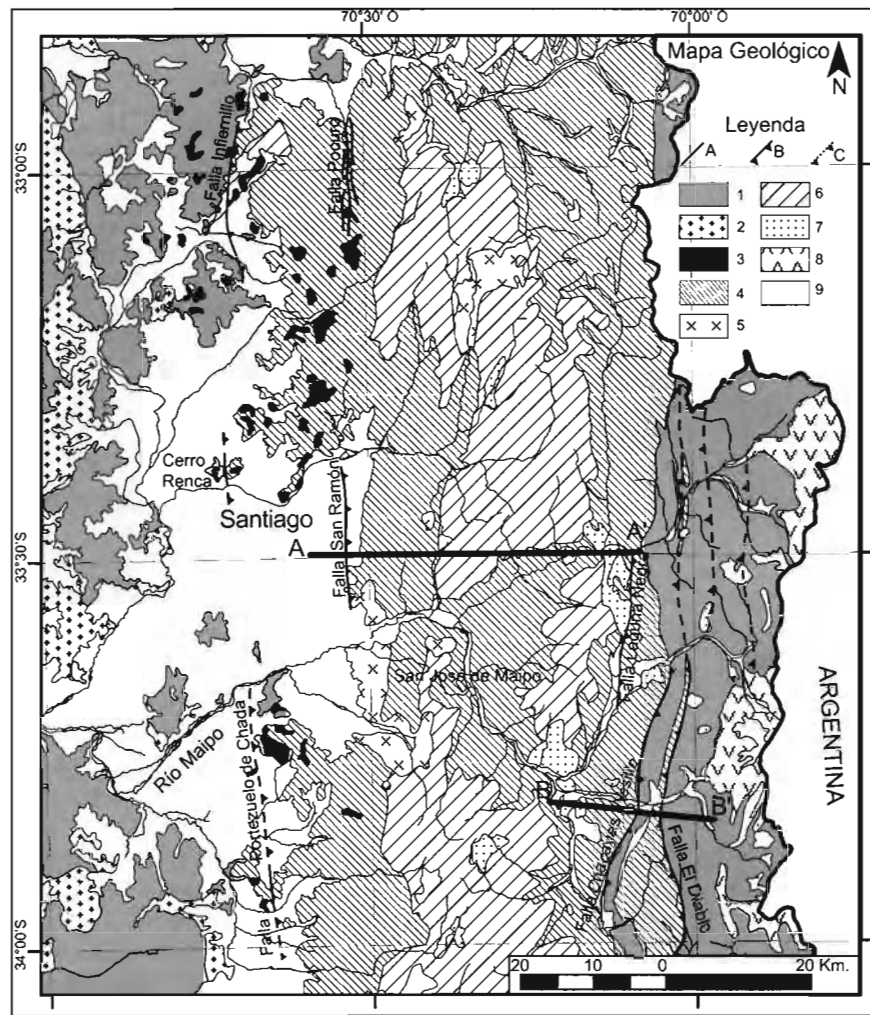 70°30'O
70°00' O
Mapa Geológico
N
Leyenda
A
B
C
1
6
2
7
3
8
4
9
5
33°00'S
Falla Infiernillo
Falla Pocuro
Cerro
Renca
Santiago
A
A'
33°30'S
Falla San Ramón
Falla Laguna Negra
San José de Maipo
ARGENTINA
Río Maipo
Falla Portezuelo de Chada
B
B'
Falla El Diablo
34°00'S
20
10
0
20 Km.